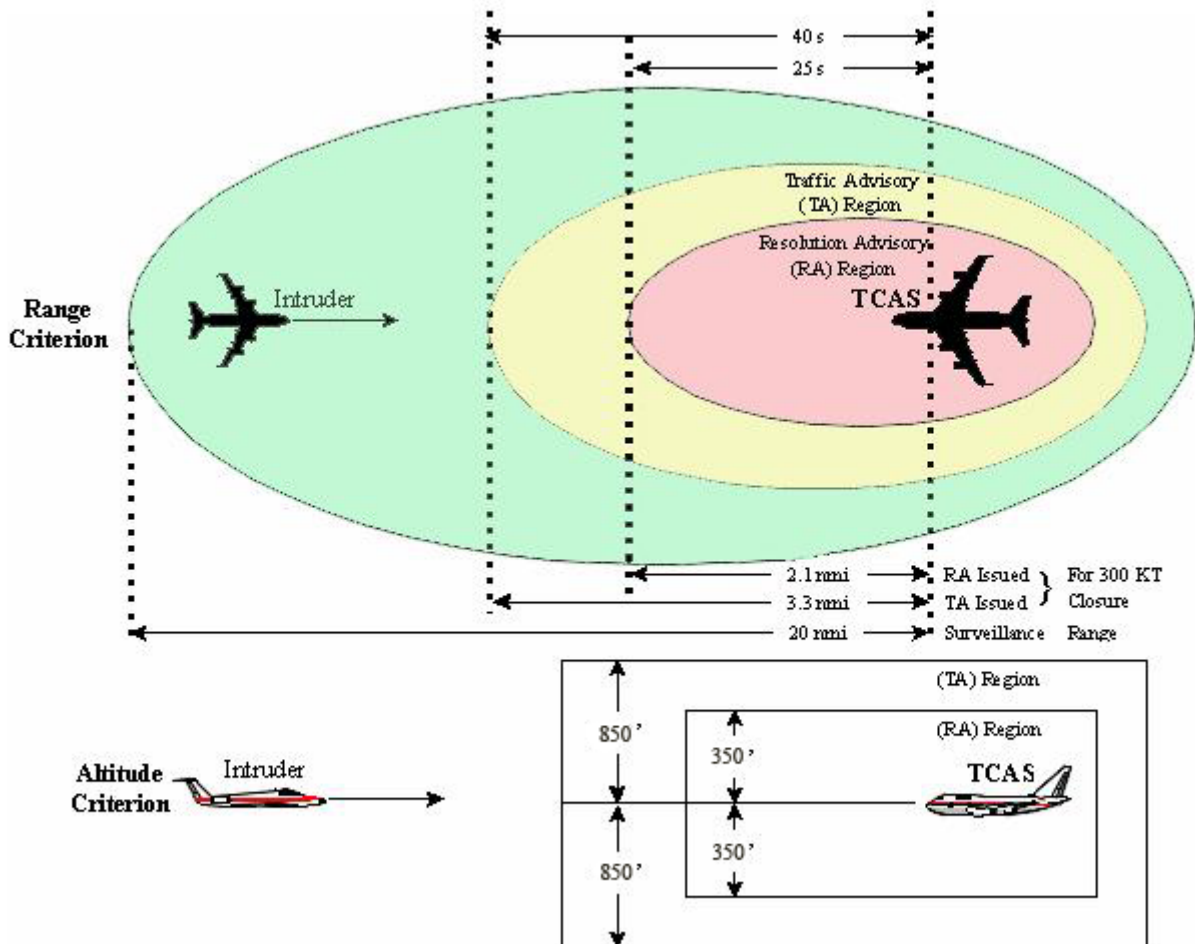 40 s
25 s
Traffic Advisory
(TA) Region
Resolution Advisory
(RA) Region
TCAS
Intruder
Range
Criterion
2.1 nmi RA Issued } For 300 KT
3.3 nmi TA Issued Closure
20 nmi Surveillance Range
(TA) Region
850’
350’
(RA) Region
Altitude
Criterion
Intruder
TCAS
850’
350’